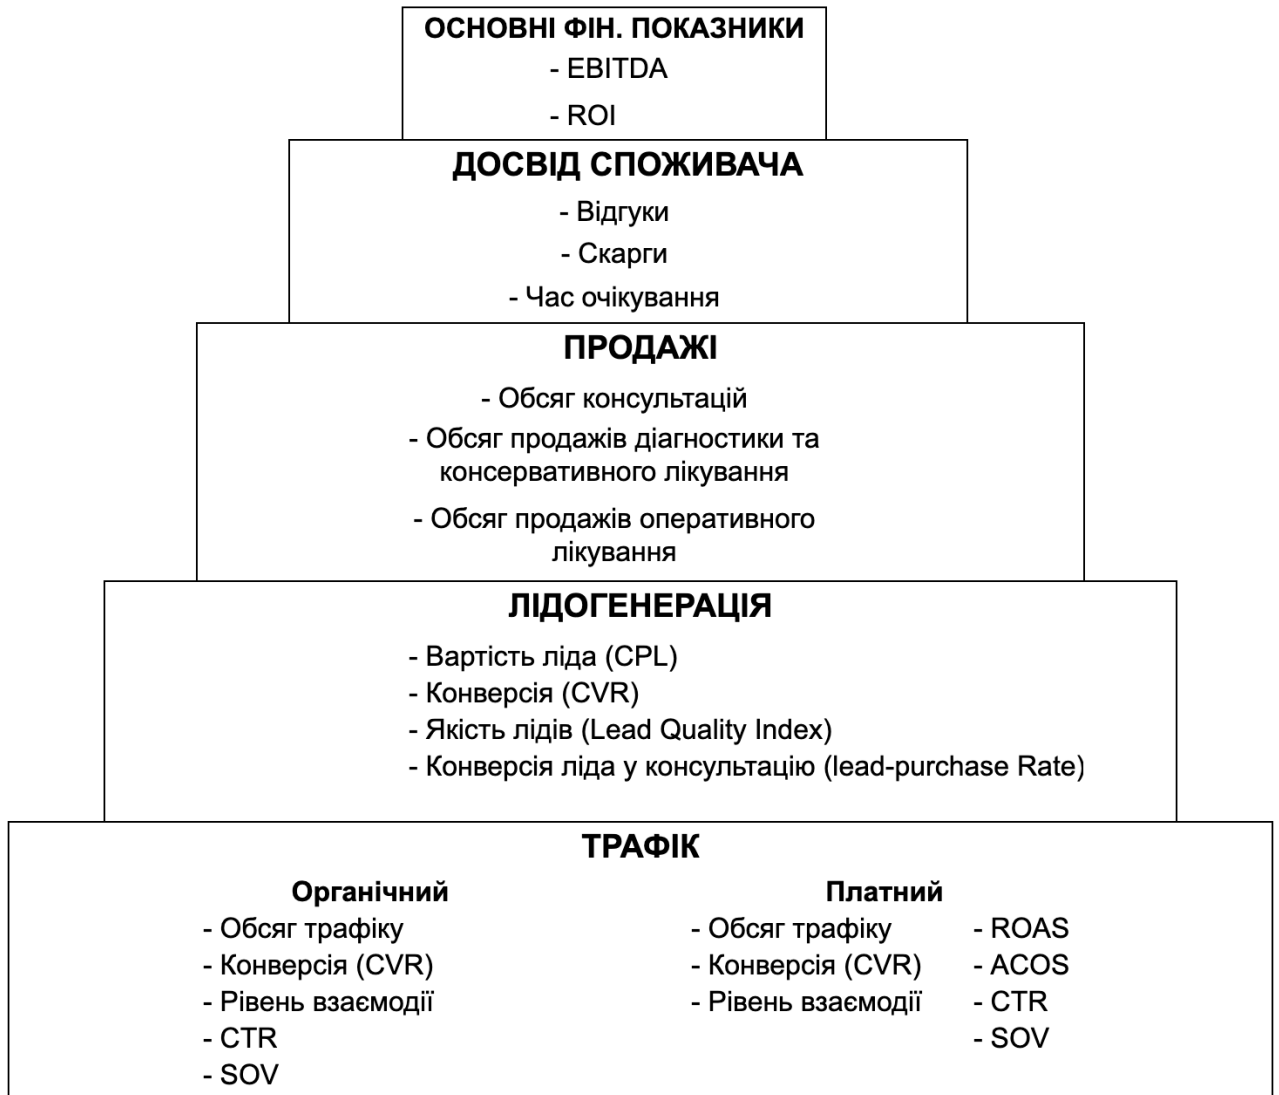 ОСНОВНІ ФІН. ПОКАЗНИКИ
- EBITDA
- ROI
ДОСВІД СПОЖИВАЧА
- Відгуки
- Скарги
- Час очікування
ПРОДАЖІ
- Обсяг консультацій
- Обсяг продажів діагностики та
консервативного лікування
- Обсяг продажів оперативного
лікування
ЛІДОГЕНЕРАЦІЯ
- Вартість ліда (CPL)
- Конверсія (CVR)
- Якість лідів (Lead Quality Index)
- Конверсія ліда у консультацію (lead-purchase Rate)
ТРАФІК
Органічний
- Обсяг трафіку
- Конверсія (CVR)
- Рівень взаємодії
- CTR
- SOV
Платний
- Обсяг трафіку
- Конверсія (CVR)
- Рівень взаємодії
- ROAS
- ACOS
- CTR
- SOV